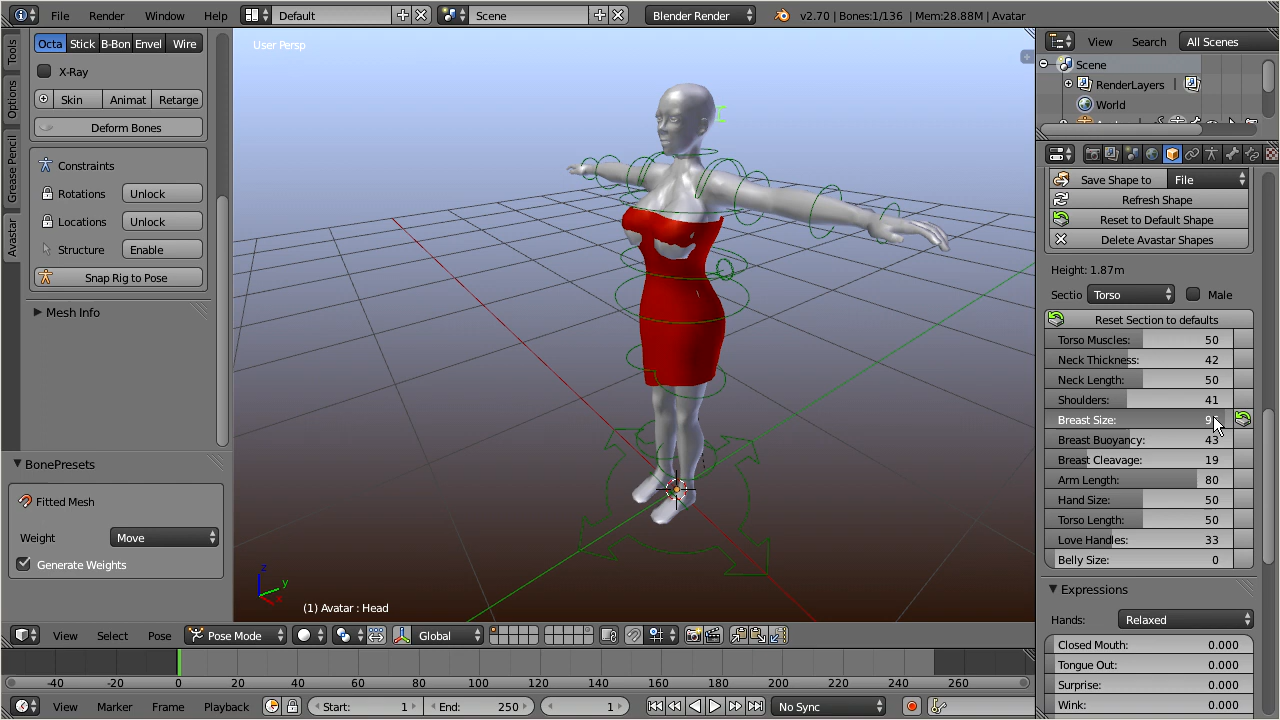 File Render Window Help Default Scene Blender Render v2.70 | Bones:1/136 | Mem:28.88M | Avatar
Tools
Options
Grease Pencil
Avastar
Octa Stick B-Bon Envel Wire
X-Ray
Skin Animat Retarge
Deform Bones
Constraints
Rotations Unlock
Locations Unlock
Structure Enable
Snap Rig to Pose
Mesh Info
BonePresets
Fitted Mesh
Weight Move
Generate Weights
User Persp
z
y
x
(1) Avatar : Head
View Select Pose Pose Mode Global
-40 -20 0 20 40 60 80 100 120 140 160 180 200 220 240 260
View Marker Frame Playback Start: 1 End: 250 1 No Sync
View Search All Scenes
Scene
RenderLayers
World
Save Shape to File
Refresh Shape
Reset to Default Shape
Delete Avastar Shapes
Height: 1.87m
Sectio Torso Male
Reset Section to defaults
Torso Muscles: 50
Neck Thickness: 42
Neck Length: 50
Shoulders: 41
Breast Size:
Breast Buoyancy: 43
Breast Cleavage: 19
Arm Length: 80
Hand Size: 50
Torso Length: 50
Love Handles: 33
Belly Size: 0
Expressions
Hands: Relaxed
Closed Mouth: 0.000
Tongue Out: 0.000
Surprise: 0.000
Wink: 0.000